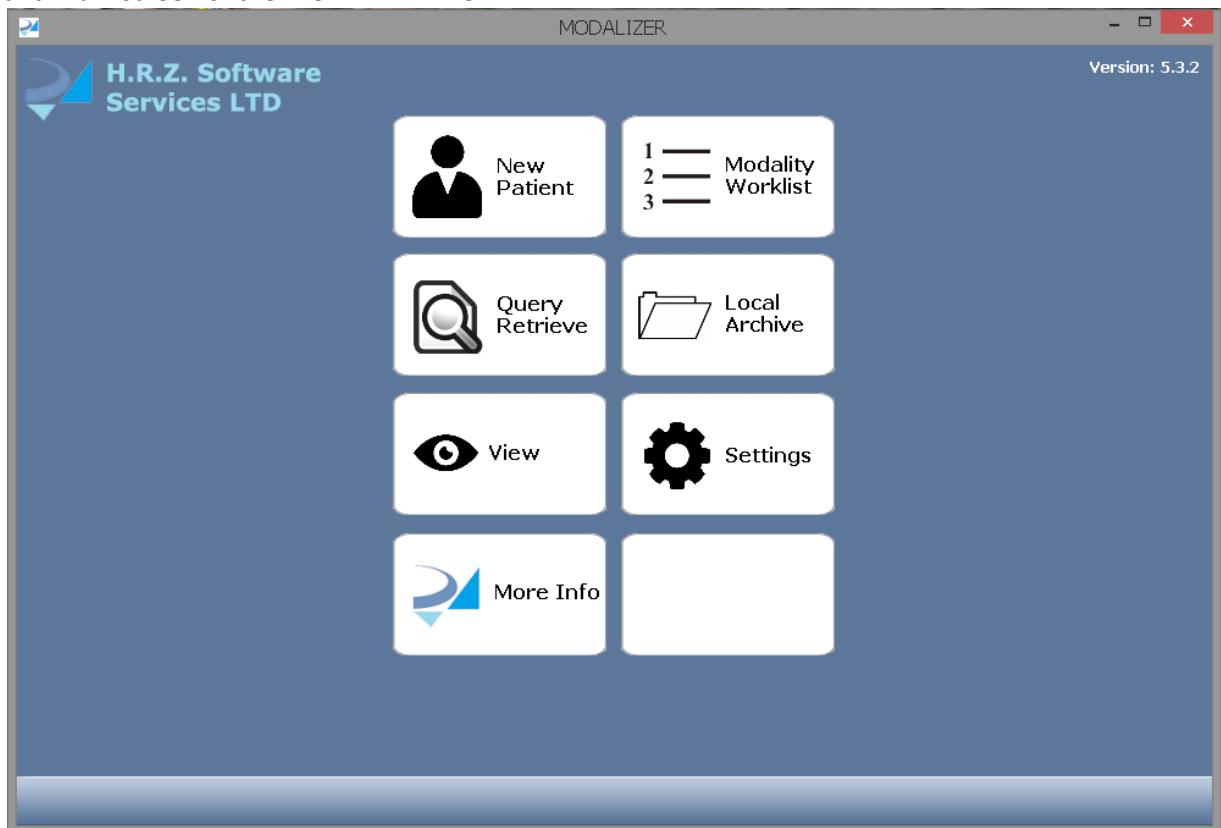 MODALIZER
H.R.Z. Software
Services LTD
Version: 5.3.2
New
Patient
1
2
3
Modality
Worklist
Query
Retrieve
Local
Archive
View
Settings
More Info